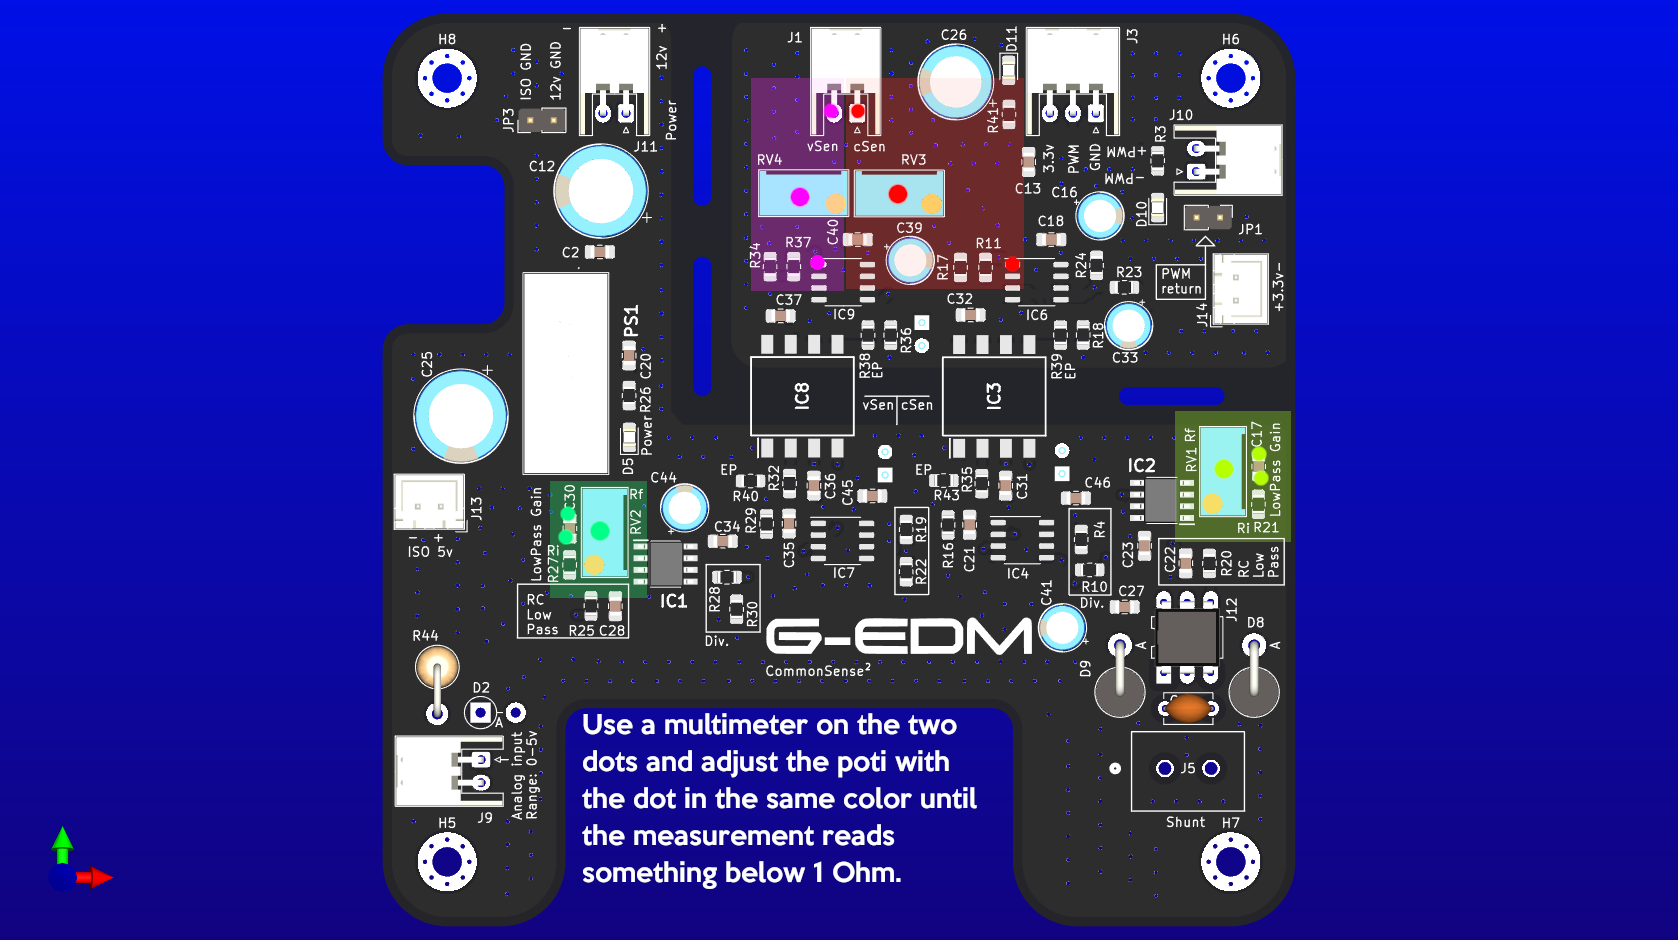 H8
ISO GND
12v GND
JP3
-
+
12v
J11
Power
J1
vSen
cSen
C26
D11
R41
+
J3
3.3v
PWM
GND
H6
J10
R3
PWM+
PWM-
D10
JP1
C12
+
C2
RV4
RV3
C13
C16
C40
C39
C18
R34
R37
R17
R11
R24
R23
PWM
return
J14
+3.3v-
C37
IC9
C32
IC6
C33
R38
EP
R36
R39
EP
R18
PS1
C20
R26
Power
D5
C25
+
IC8
IC3
vSen
cSen
J13
- +
ISO 5v
LowPass Gain
C30
Rf
RV2
Ri
R27
C44
IC1
RC
Low
Pass
R25
C28
EP
R40
R32
C36
C45
R29
C35
C34
IC7
R28
R30
Div.
R19
R22
EP
R43
R35
C31
C46
R16
C21
IC4
R4
R10
Div.
IC2
RV1 Rf
C17
LowPass Gain
Ri R21
C23
C22
R20
RC
Low
Pass
C27
C41
J12
D8
A
D9
A
G-EDM
CommonSense²
R44
D2
A
Analog input
Range: 0-5v
J9
H5
J5
Shunt
H7
Use a multimeter on the two
dots and adjust the poti with
the dot in the same color until
the measurement reads
something below 1 Ohm.